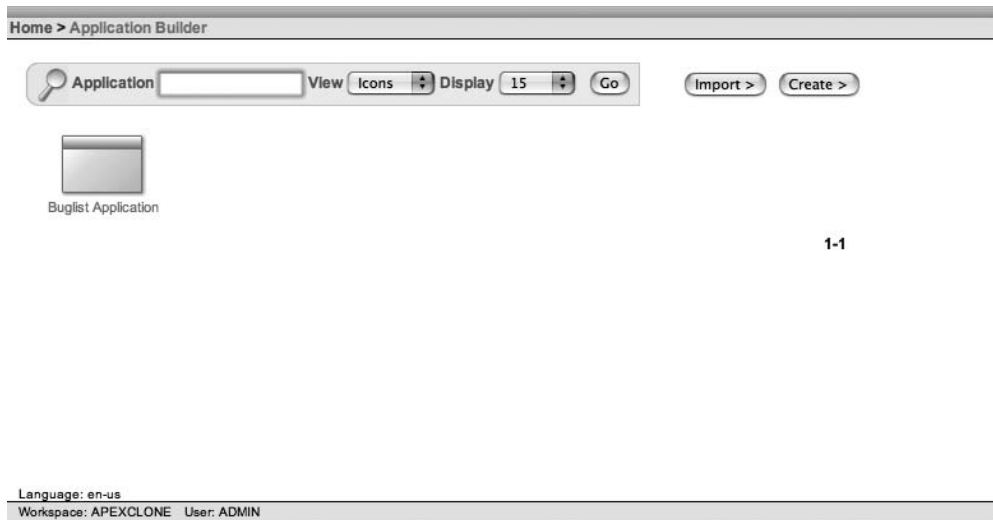 Home > Application Builder
Application View Icons Display 15 Go Import > Create >
Buglist Application
1-1
Language: en-us
Workspace: APEXCLONE User: ADMIN